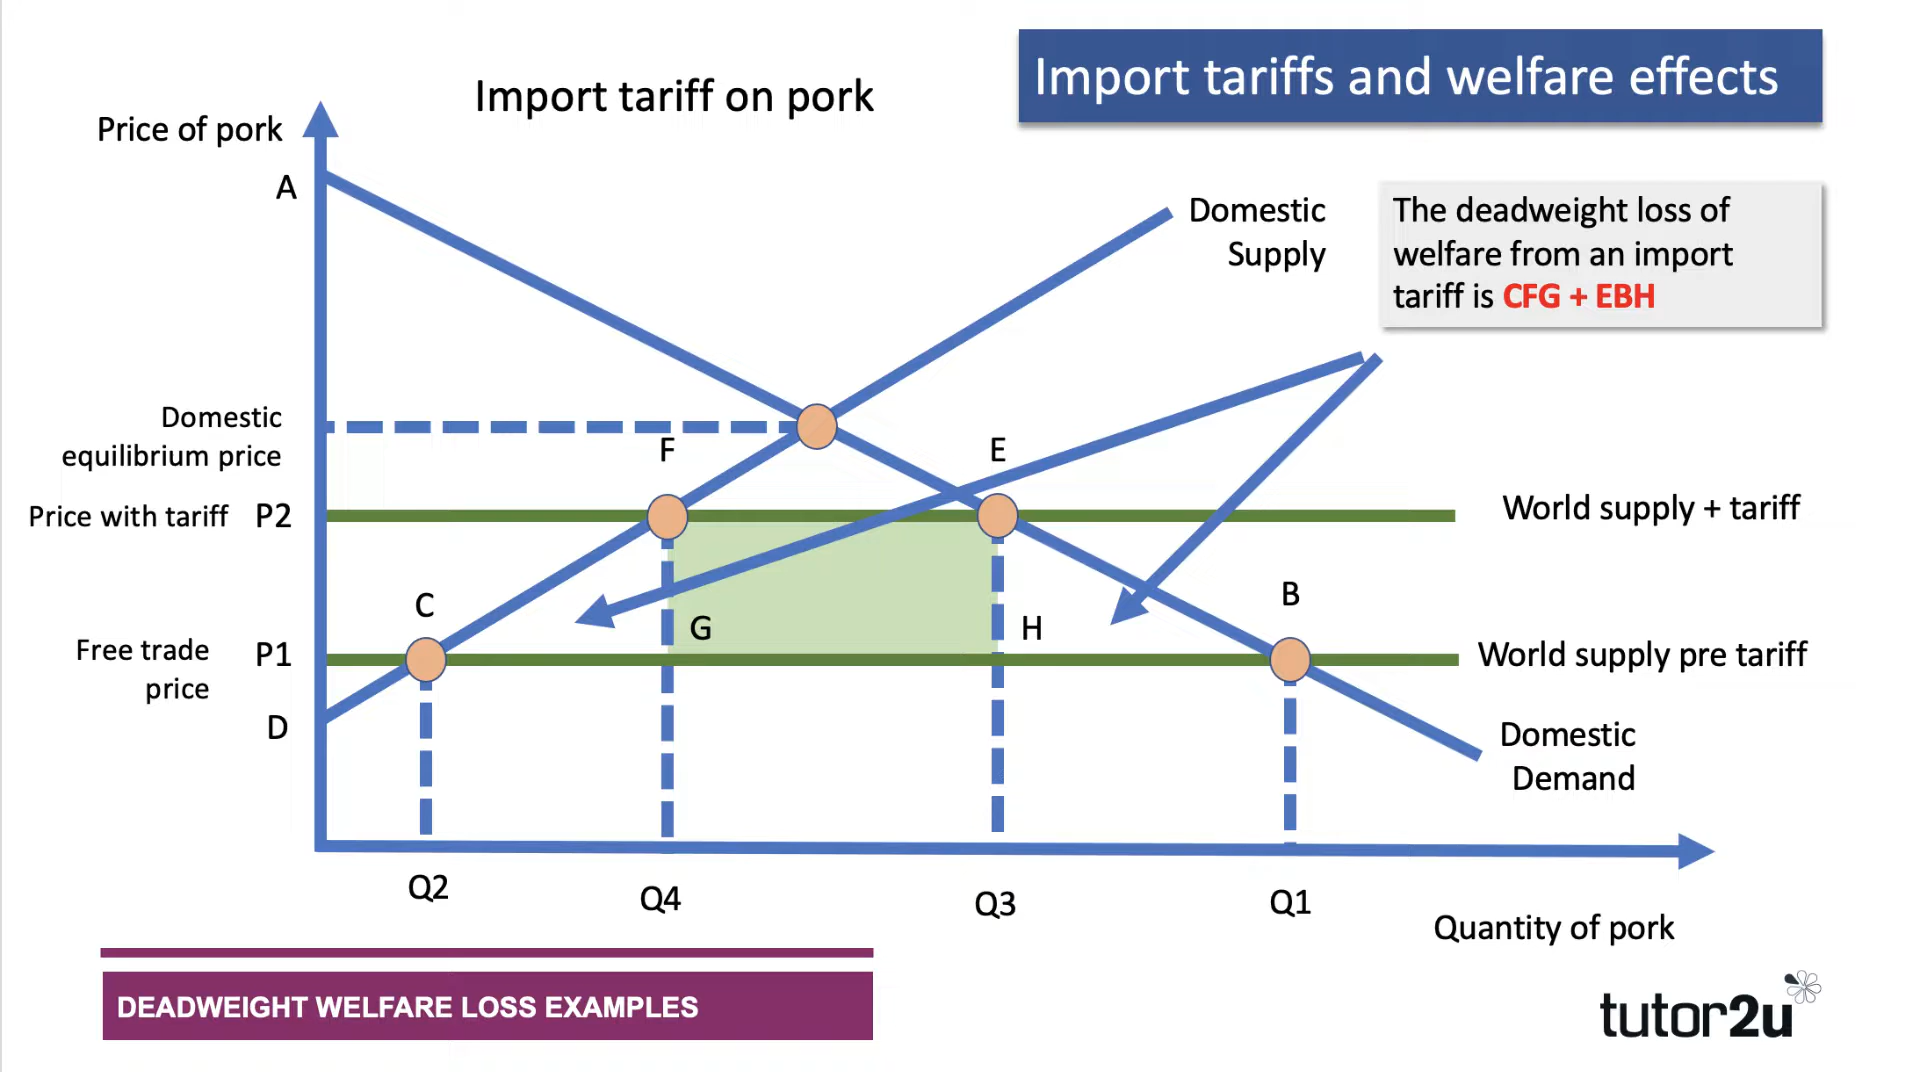 Import tariffs and welfare effects
Import tariff on pork
Price of pork
A
Domestic
Supply
The deadweight loss of
welfare from an import
tariff is CFG + EBH
Domestic
equilibrium price
F
E
Price with tariff P2
World supply + tariff
C
B
G
H
Free trade
price
P1
World supply pre tariff
D
Domestic
Demand
Q2
Q4
Q3
Q1
Quantity of pork
DEADWEIGHT WELFARE LOSS EXAMPLES
tutor2u